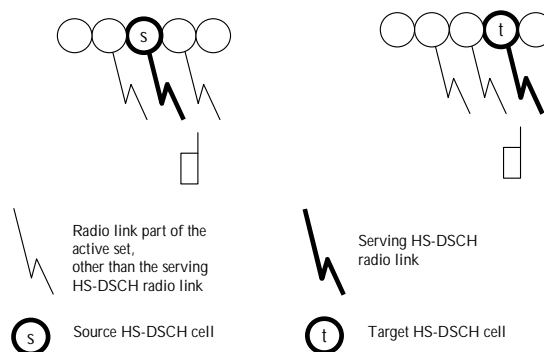 s
t
Radio link part of the
active set,
other than the serving
HS-DSCH radio link
Serving HS-DSCH
radio link
s
Source HS-DSCH cell
t
Target HS-DSCH cell